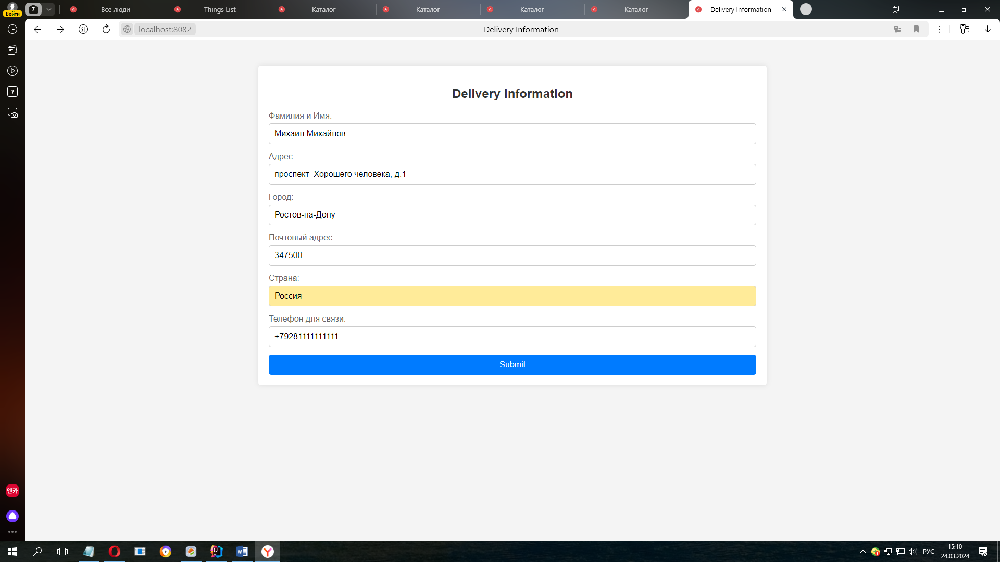 7
Все люди
Things List
Каталог
Каталог
Каталог
Каталог
Delivery Information
Войти
Я
localhost:8082
Delivery Information
7
Delivery Information
Фамилия и Имя:
Михаил Михайлов
Адрес:
проспект  Хорошего человека, д.1
Город:
Ростов-на-Дону
Почтовый адрес:
347500
Страна:
Россия
Телефон для связи:
+79281111111111
Submit
엔카
РУС
15:10
24.03.2024